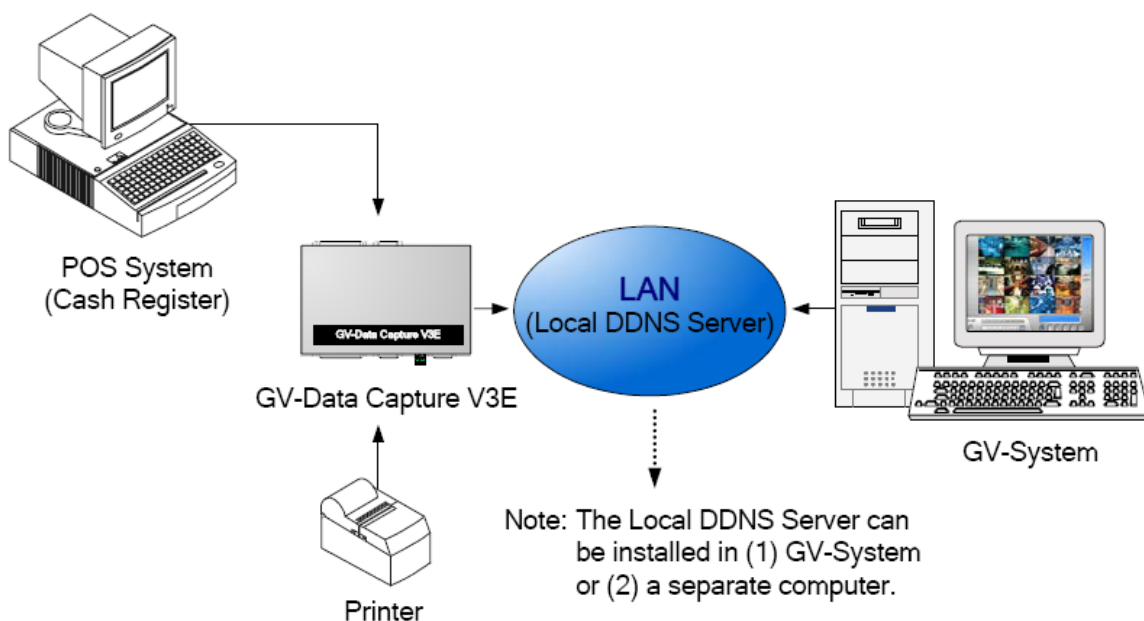 POS System
(Cash Register)
GV-Data Capture V3E
GV-Data Capture V3E
Printer
LAN
(Local DDNS Server)
Note: The Local DDNS Server can
be installed in (1) GV-System
or (2) a separate computer.
GV-System